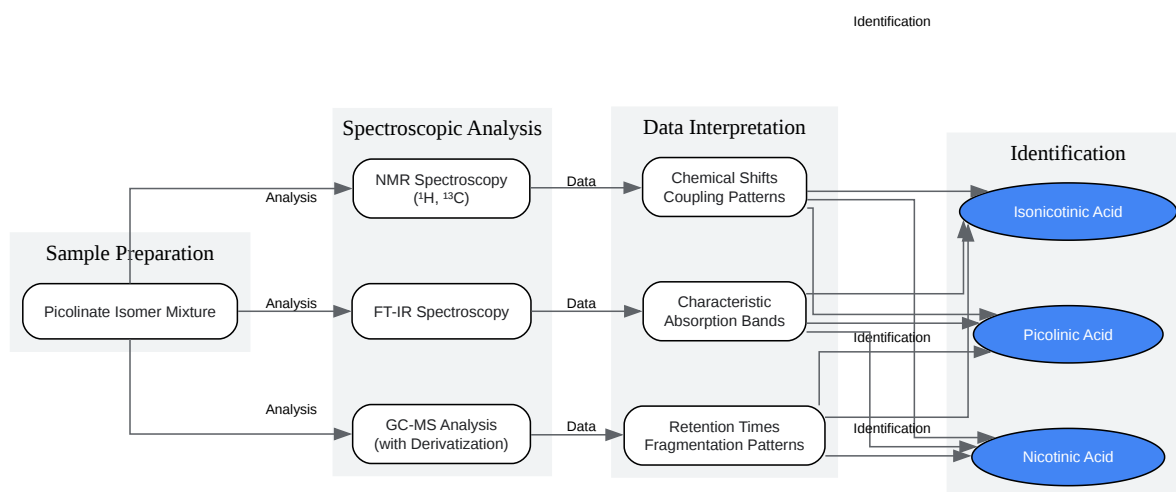 Identification
Spectroscopic Analysis
Data Interpretation
Identification
Sample Preparation
NMR Spectroscopy
(¹H, ¹³C)
Chemical Shifts
Coupling Patterns
Analysis
Data
Isonicotinic Acid
Picolinate Isomer Mixture
Analysis
FT-IR Spectroscopy
Data
Characteristic
Absorption Bands
Identification
Picolinic Acid
Analysis
GC-MS Analysis
(with Derivatization)
Data
Retention Times
Fragmentation Patterns
Identification
Nicotinic Acid